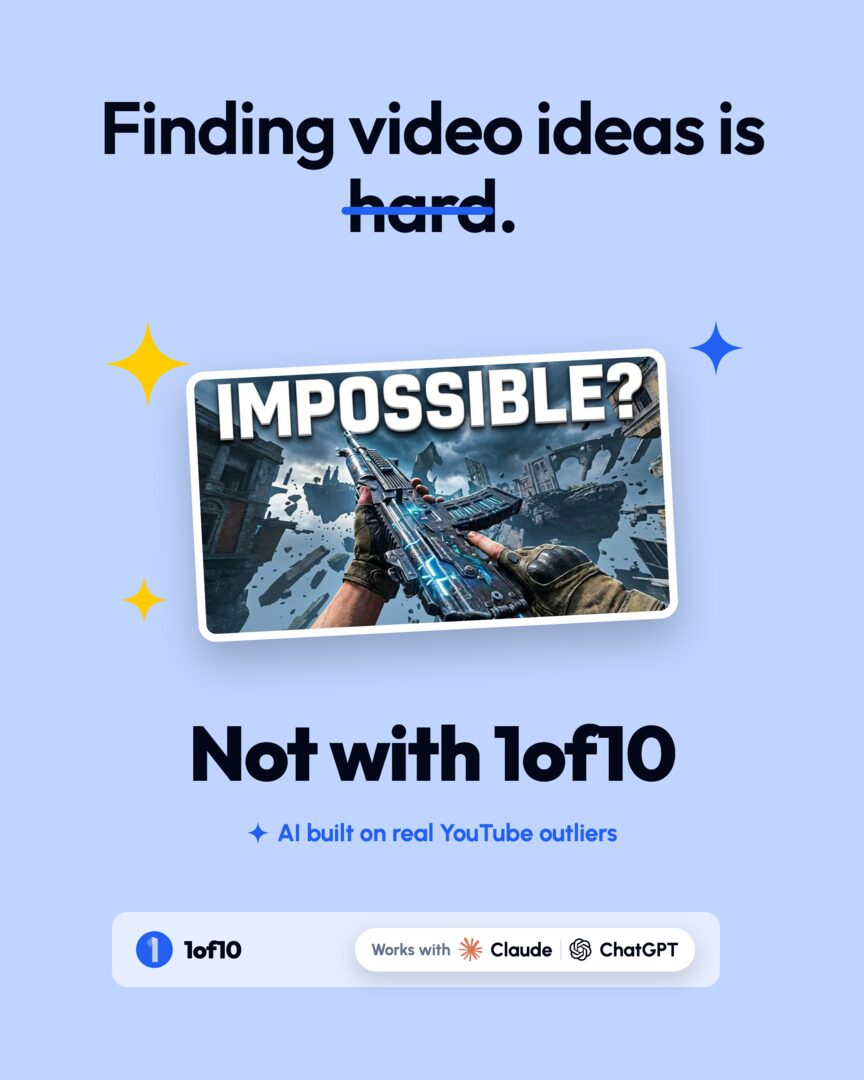 Finding video ideas is
hard.
IMPOSSIBLE?
Not with 1of10
AI built on real YouTube outliers
1 1of10
Works with Claude ChatGPT